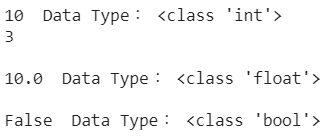 10  Data Type： <class 'int'>
3
10.0  Data Type： <class 'float'>
False  Data Type： <class 'bool'>